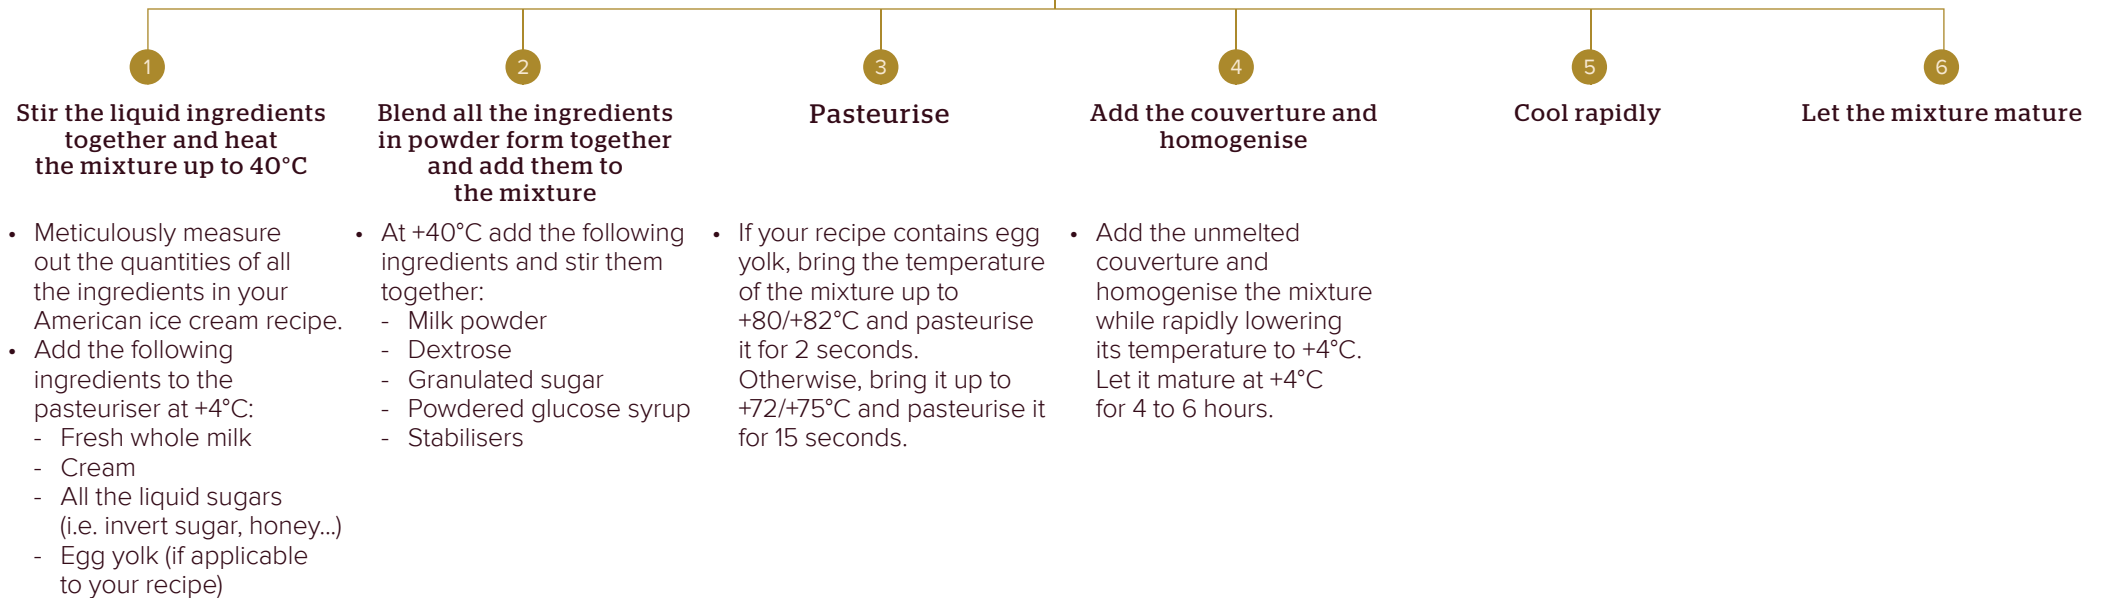 1
Stir the liquid ingredients
together and heat
the mixture up to 40°C
• Meticulously measure
out the quantities of all
the ingredients in your
American ice cream recipe.
• Add the following
ingredients to the
pasteuriser at +4°C:
- Fresh whole milk
- Cream
- All the liquid sugars
(i.e. invert sugar, honey...)
- Egg yolk (if applicable
to your recipe)
2
Blend all the ingredients
in powder form together
and add them to
the mixture
• At +40°C add the following
ingredients and stir them
together:
- Milk powder
- Dextrose
- Granulated sugar
- Powdered glucose syrup
- Stabilisers
3
Pasteurise
• If your recipe contains egg
yolk, bring the temperature
of the mixture up to
+80/+82°C and pasteurise
it for 2 seconds.
Otherwise, bring it up to
+72/+75°C and pasteurise it
for 15 seconds.
4
Add the couverture and
homogenise
• Add the unmelted
couverture and
homogenise the mixture
while rapidly lowering
its temperature to +4°C.
Let it mature at +4°C
for 4 to 6 hours.
5
Cool rapidly
6
Let the mixture mature